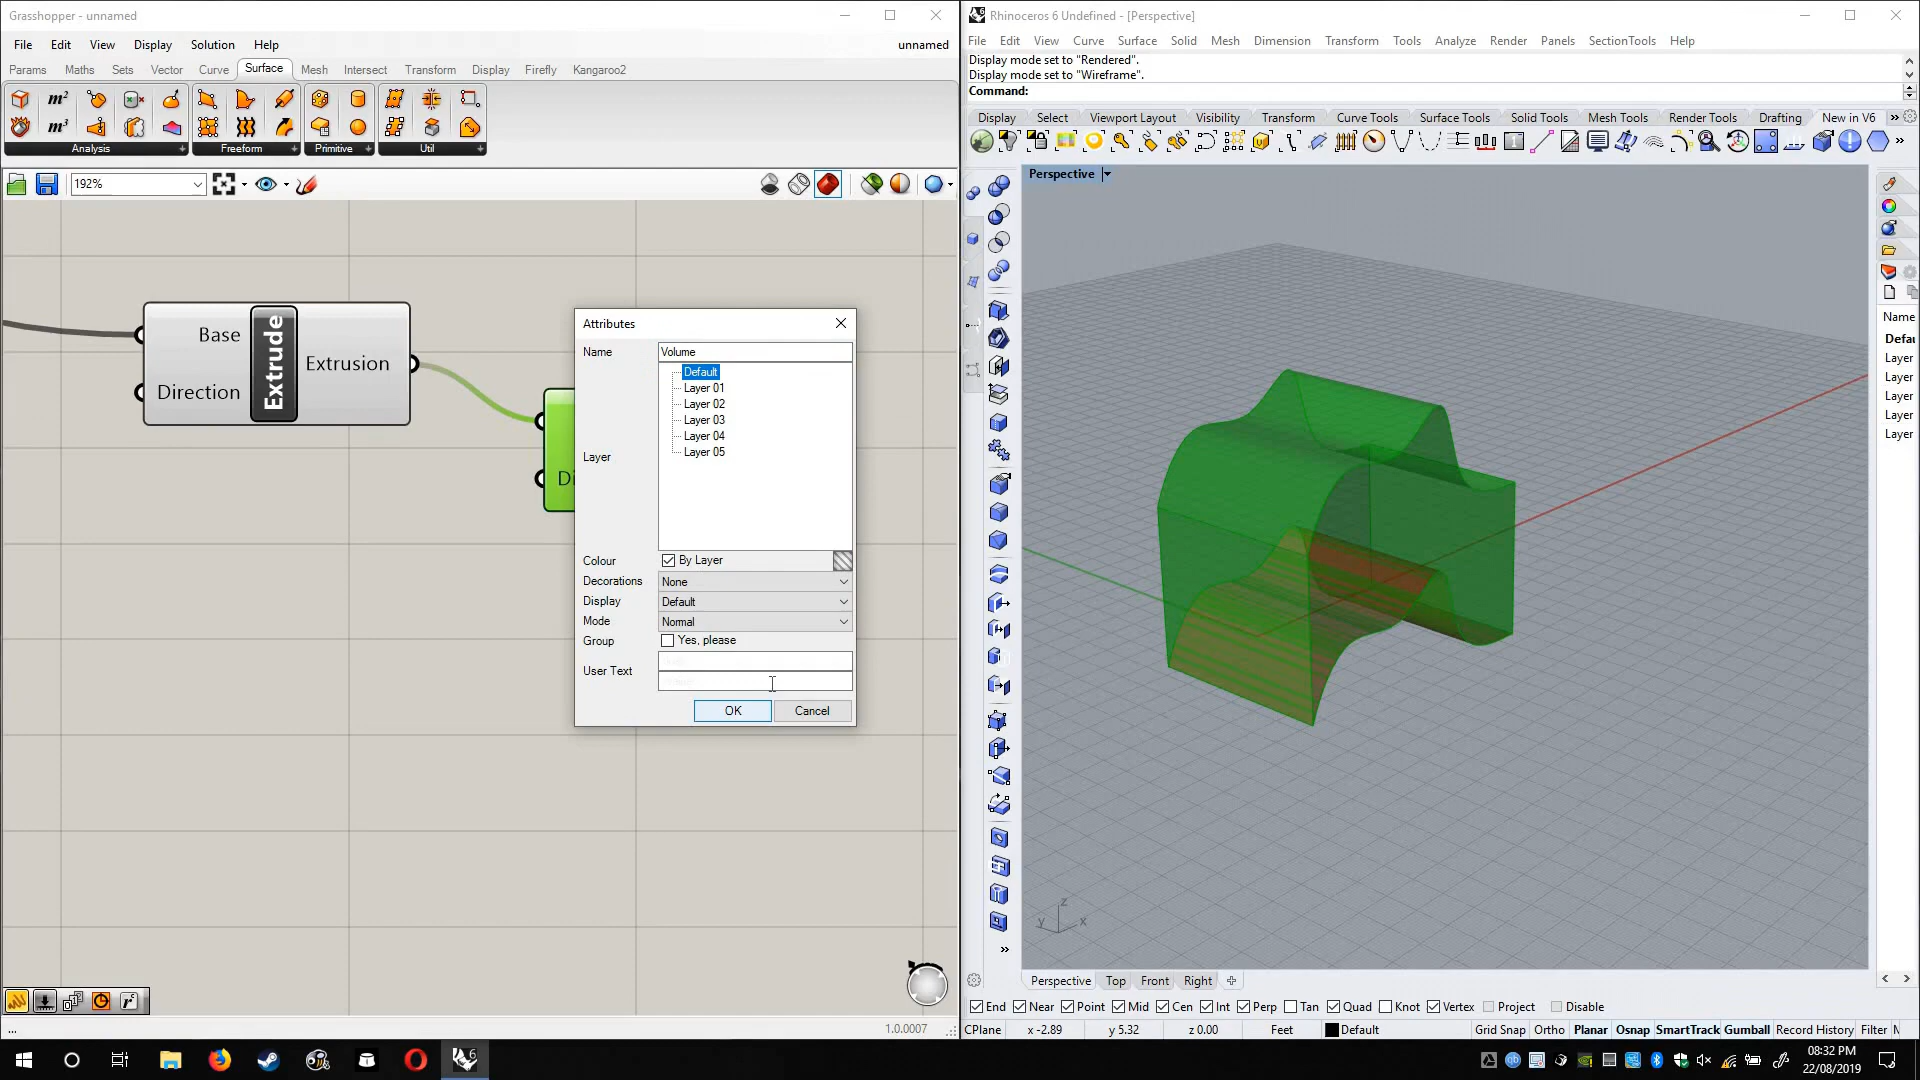 Grasshopper - unnamed
File Edit View Display Solution Help unnamed
Params Maths Sets Vector Curve Surface Mesh Intersect Transform Display Firefly Kangaroo2
m²
m³
Analysis Freeform Primitive Util
192%
Base
Direction
Extrude
Extrusion
Di
Attributes
Name Volume
Default
Layer 01
Layer 02
Layer 03
Layer 04
Layer 05
Layer
Colour By Layer
Decorations None
Display Default
Mode Normal
Group Yes, please
User Text
OK Cancel
...
1.0.0007
Rhinoceros 6 Undefined - [Perspective]
File Edit View Curve Surface Solid Mesh Dimension Transform Tools Analyze Render Panels SectionTools Help
Display mode set to "Rendered".
Display mode set to "Wireframe".
Command:
Display Select Viewport Layout Visibility Transform Curve Tools Surface Tools Solid Tools Mesh Tools Render Tools Drafting New in V6
Perspective
Name
Defau
Layer
Layer
Layer
Layer
Layer
z
y
x
Perspective Top Front Right
End Near Point Mid Cen Int Perp Tan Quad Knot Vertex Project Disable
CPlane x -2.89 y 5.32 z 0.00 Feet Default Grid Snap Ortho Planar Osnap SmartTrack Gumball Record History Filter
08:32 PM
22/08/2019